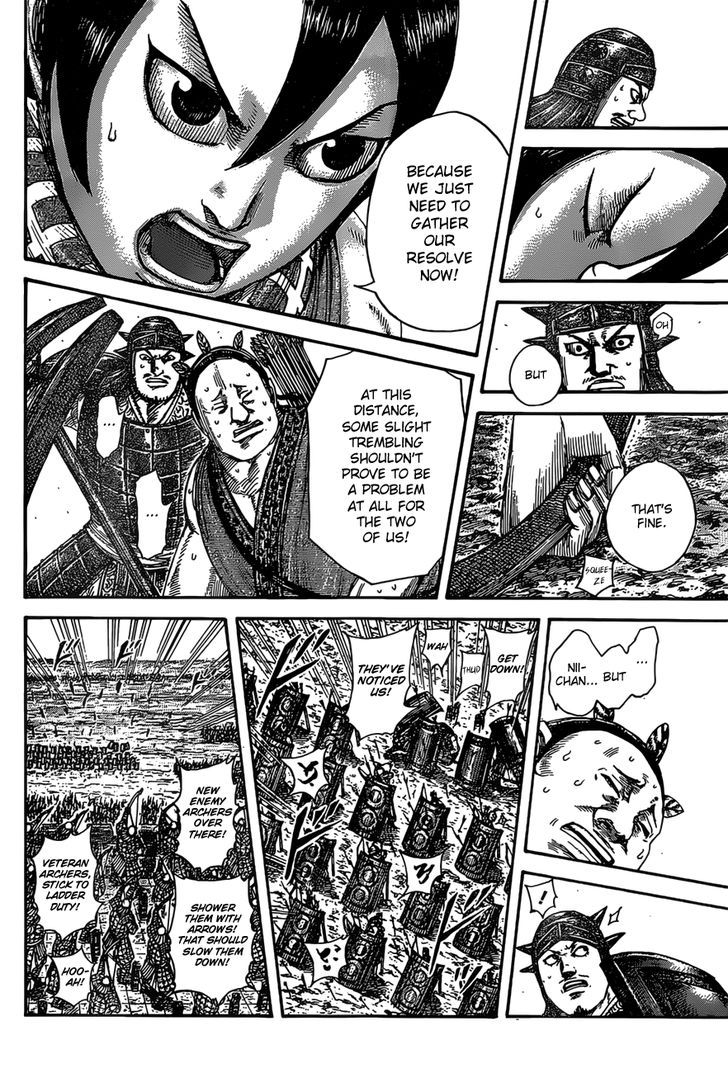 OH
BUT
THAT'S
FINE.
SQUEE-
ZE
BECAUSE
WE JUST
NEED TO
GATHER
OUR
RESOLVE
NOW!
AT THIS
DISTANCE,
SOME SLIGHT
TREMBLING
SHOULDN'T
PROVE TO BE
A PROBLEM
AT ALL FOR
THE TWO
OF US!
...
...
...
NII-
CHAN... BUT
!
GET
DOWN!
THUD
WAH
THEY'VE
NOTICED
US!
NEW
ENEMY
ARCHERS
OVER
THERE!
VETERAN
ARCHERS,
STICK TO
LADDER
DUTY!
SHOWER
THEM WITH
ARROWS!
THAT SHOULD
SLOW THEM
DOWN!
HOO-
AH!